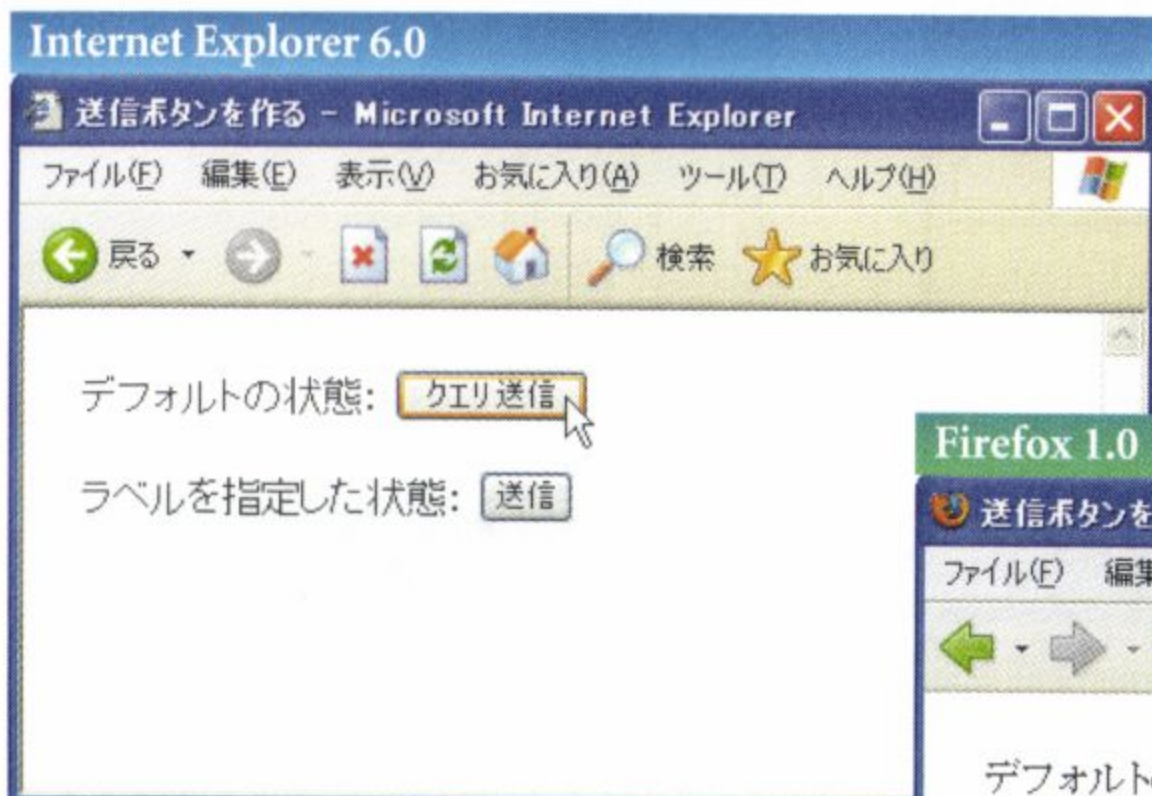 Internet Explorer 6.0
送信ボタンを作る - Microsoft Internet Explorer
ファイル(F) 編集(E) 表示(V) お気に入り(A) ツール(T) ヘルプ(H)
戻る 検索 お気に入り
デフォルトの状態: クエリ送信
ラベルを指定した状態: 送信
Firefox 1.0
送信ボタンを
ファイル(F) 編集
デフォルトの